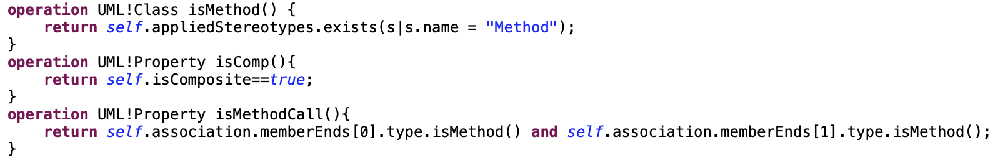 operation UML!Class isMethod() {
    return self.appliedStereotypes.exists(s|s.name = "Method");
}
operation UML!Property isComp(){
    return self.isComposite==true;
}
operation UML!Property isMethodCall(){
    return self.association.memberEnds[0].type.isMethod() and self.association.memberEnds[1].type.isMethod();
}